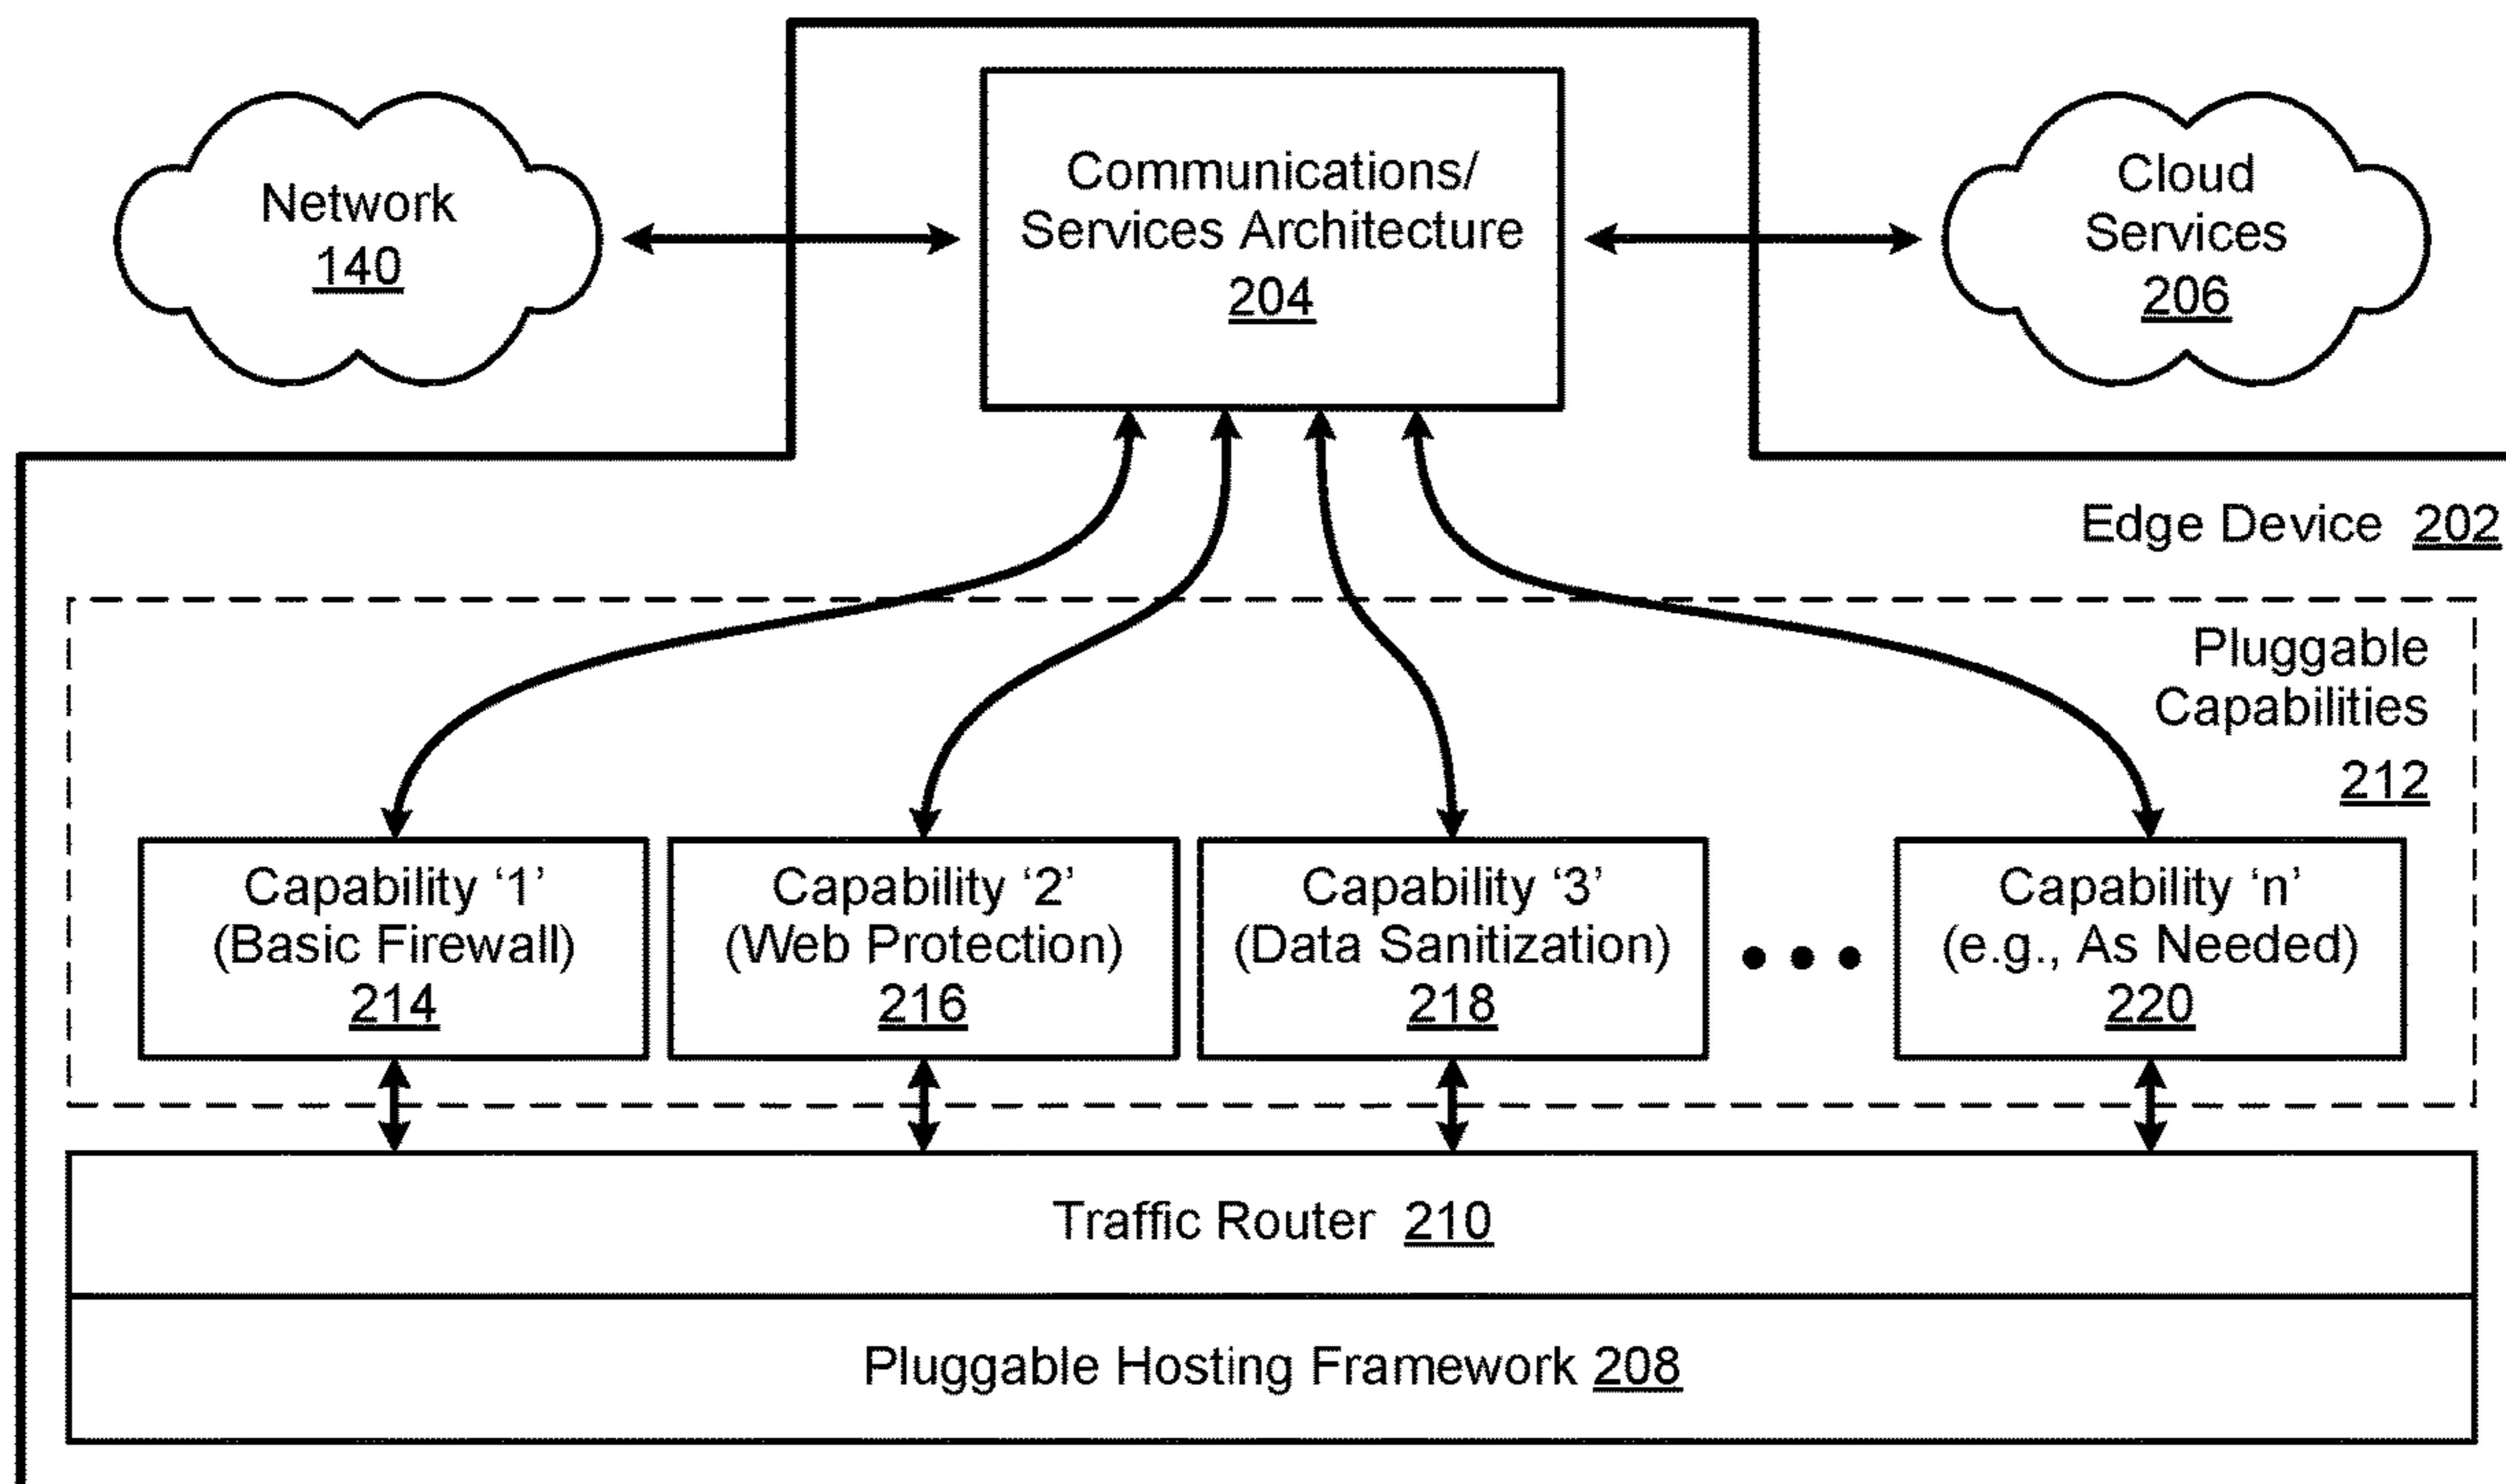 Network
140
Communications/
Services Architecture
204
Cloud
Services
206
Edge Device 202
Pluggable
Capabilities
212
Capability ‘1’
(Basic Firewall)
214
Capability ‘2’
(Web Protection)
216
Capability ‘3’
(Data Sanitization)
218
Capability ‘n’
(e.g., As Needed)
220
Traffic Router 210
Pluggable Hosting Framework 208